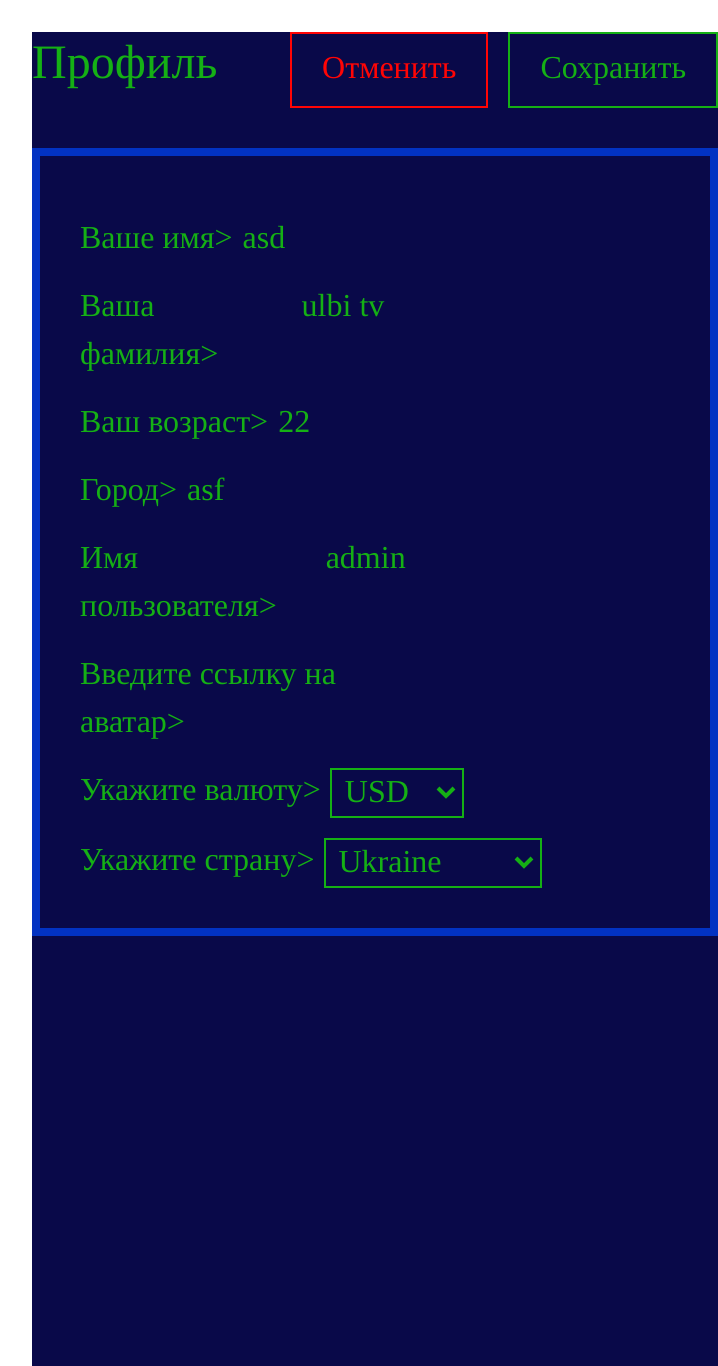 Профиль Отменить Сохранить
Ваше имя> asd
Ваша ulbi tv
фамилия>
Ваш возраст> 22
Город> asf
Имя admin
пользователя>
Введите ссылку на
аватар>
Укажите валюту> USD
Укажите страну> Ukraine